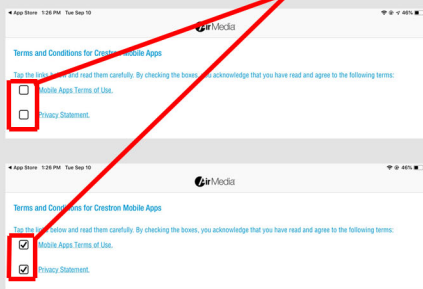 ◄ App Store 1:26 PM Tue Sep 10 46%
AirMedia
Terms and Conditions for Crestron Mobile Apps
Tap the links below and read them carefully. By checking the boxes, you acknowledge that you have read and agree to the following terms:
Mobile Apps Terms of Use.
Privacy Statement.
◄ App Store 1:26 PM Tue Sep 10 46%
AirMedia
Terms and Conditions for Crestron Mobile Apps
Tap the links below and read them carefully. By checking the boxes, you acknowledge that you have read and agree to the following terms:
Mobile Apps Terms of Use.
Privacy Statement.